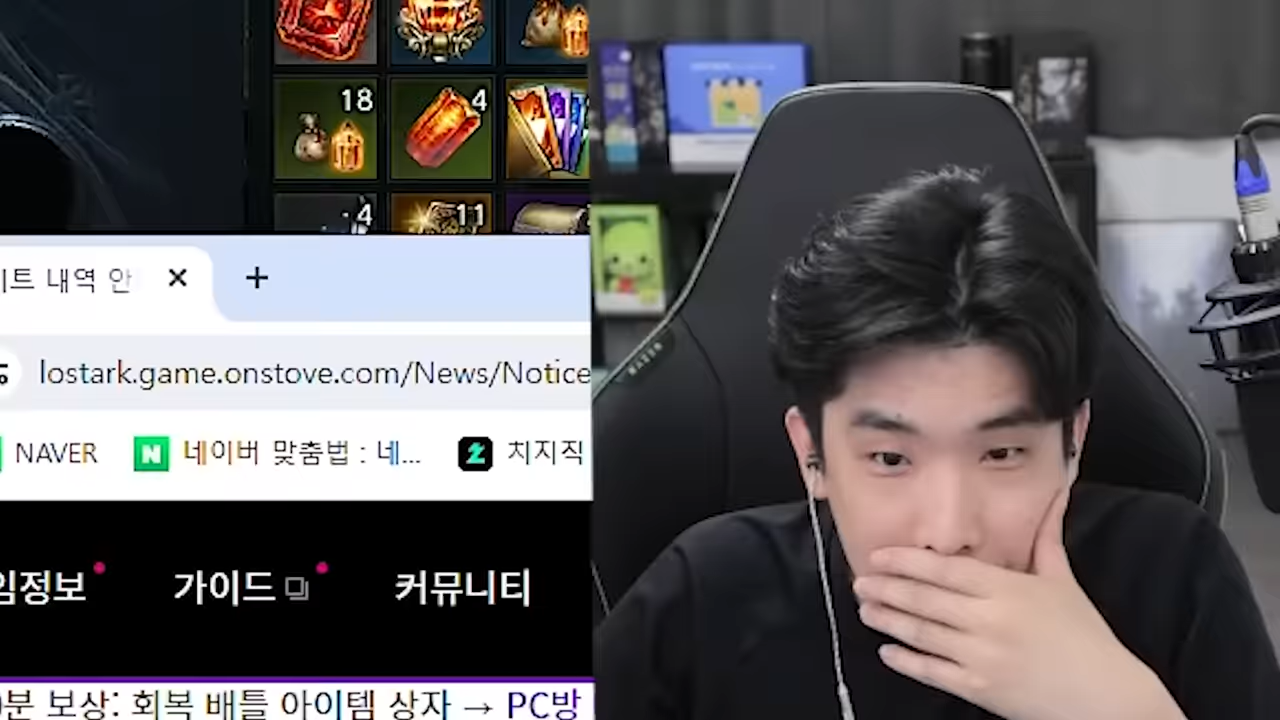 18
4
4
11
이트 내역 안
lostark.game.onstove.com/News/Notice
NAVER
네이버 맞춤법 : 네...
치지직
임정보
가이드
커뮤니티
분 보상: 회복 배틀 아이템 상자 → PC방
RAZER